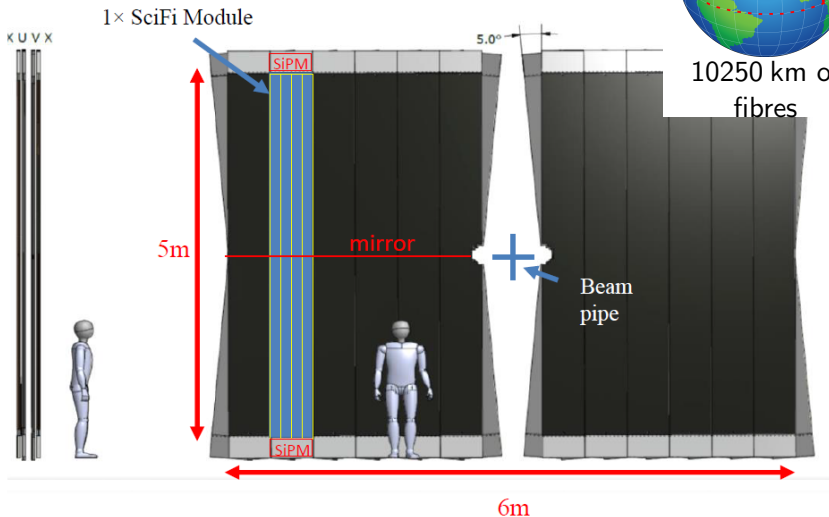 1× SciFi Module
X U V X
SiPM
5.0°
10250 km o
fibres
5m
mirror
Beam
pipe
SiPM
6m